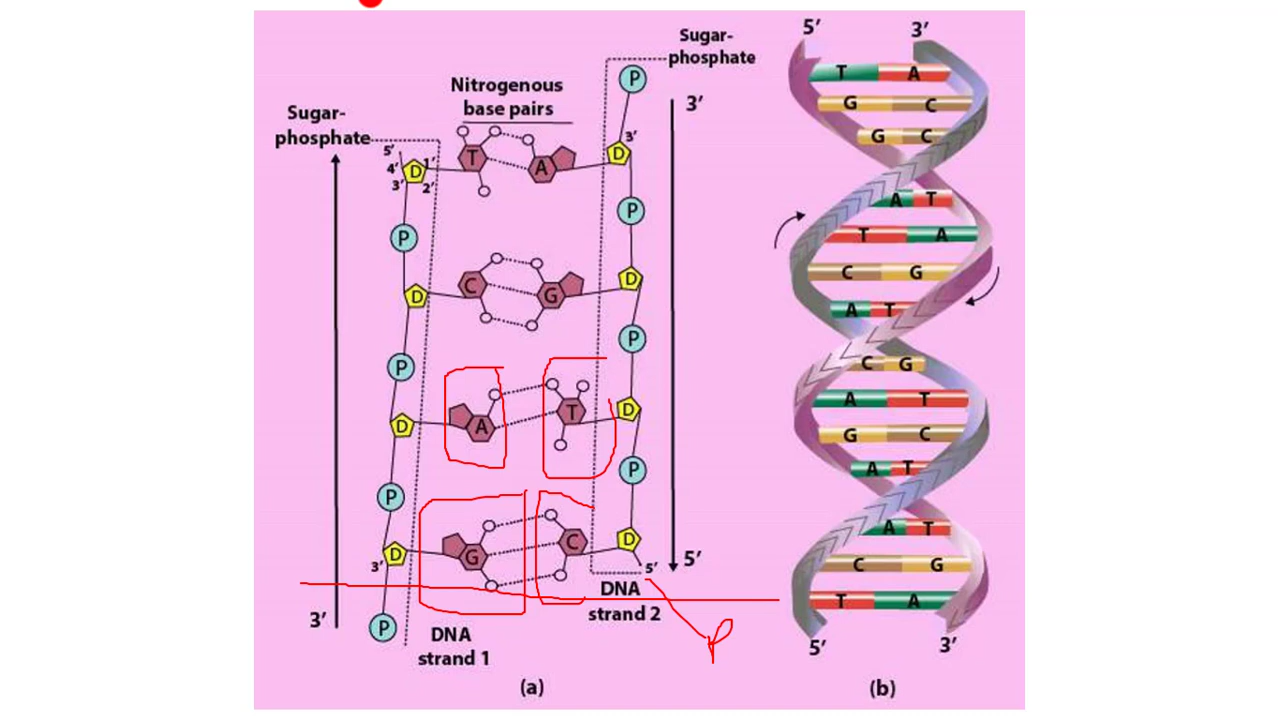 Sugar-
phosphate
Nitrogenous
base pairs
Sugar-
phosphate
P
3′
3′
5′
4′
D
1′
3′
2′
T
A
D
P
P
D
C
G
D
P
P
D
A
T
D
P
P
3′
D
G
C
D
5′
5′
DNA
strand 2
3′
P
DNA
strand 1
P
(a)
5′
3′
T A
G C
G C
A T
T A
C G
A T
C G
A T
G C
A T
A T
C G
T A
5′
3′
(b)